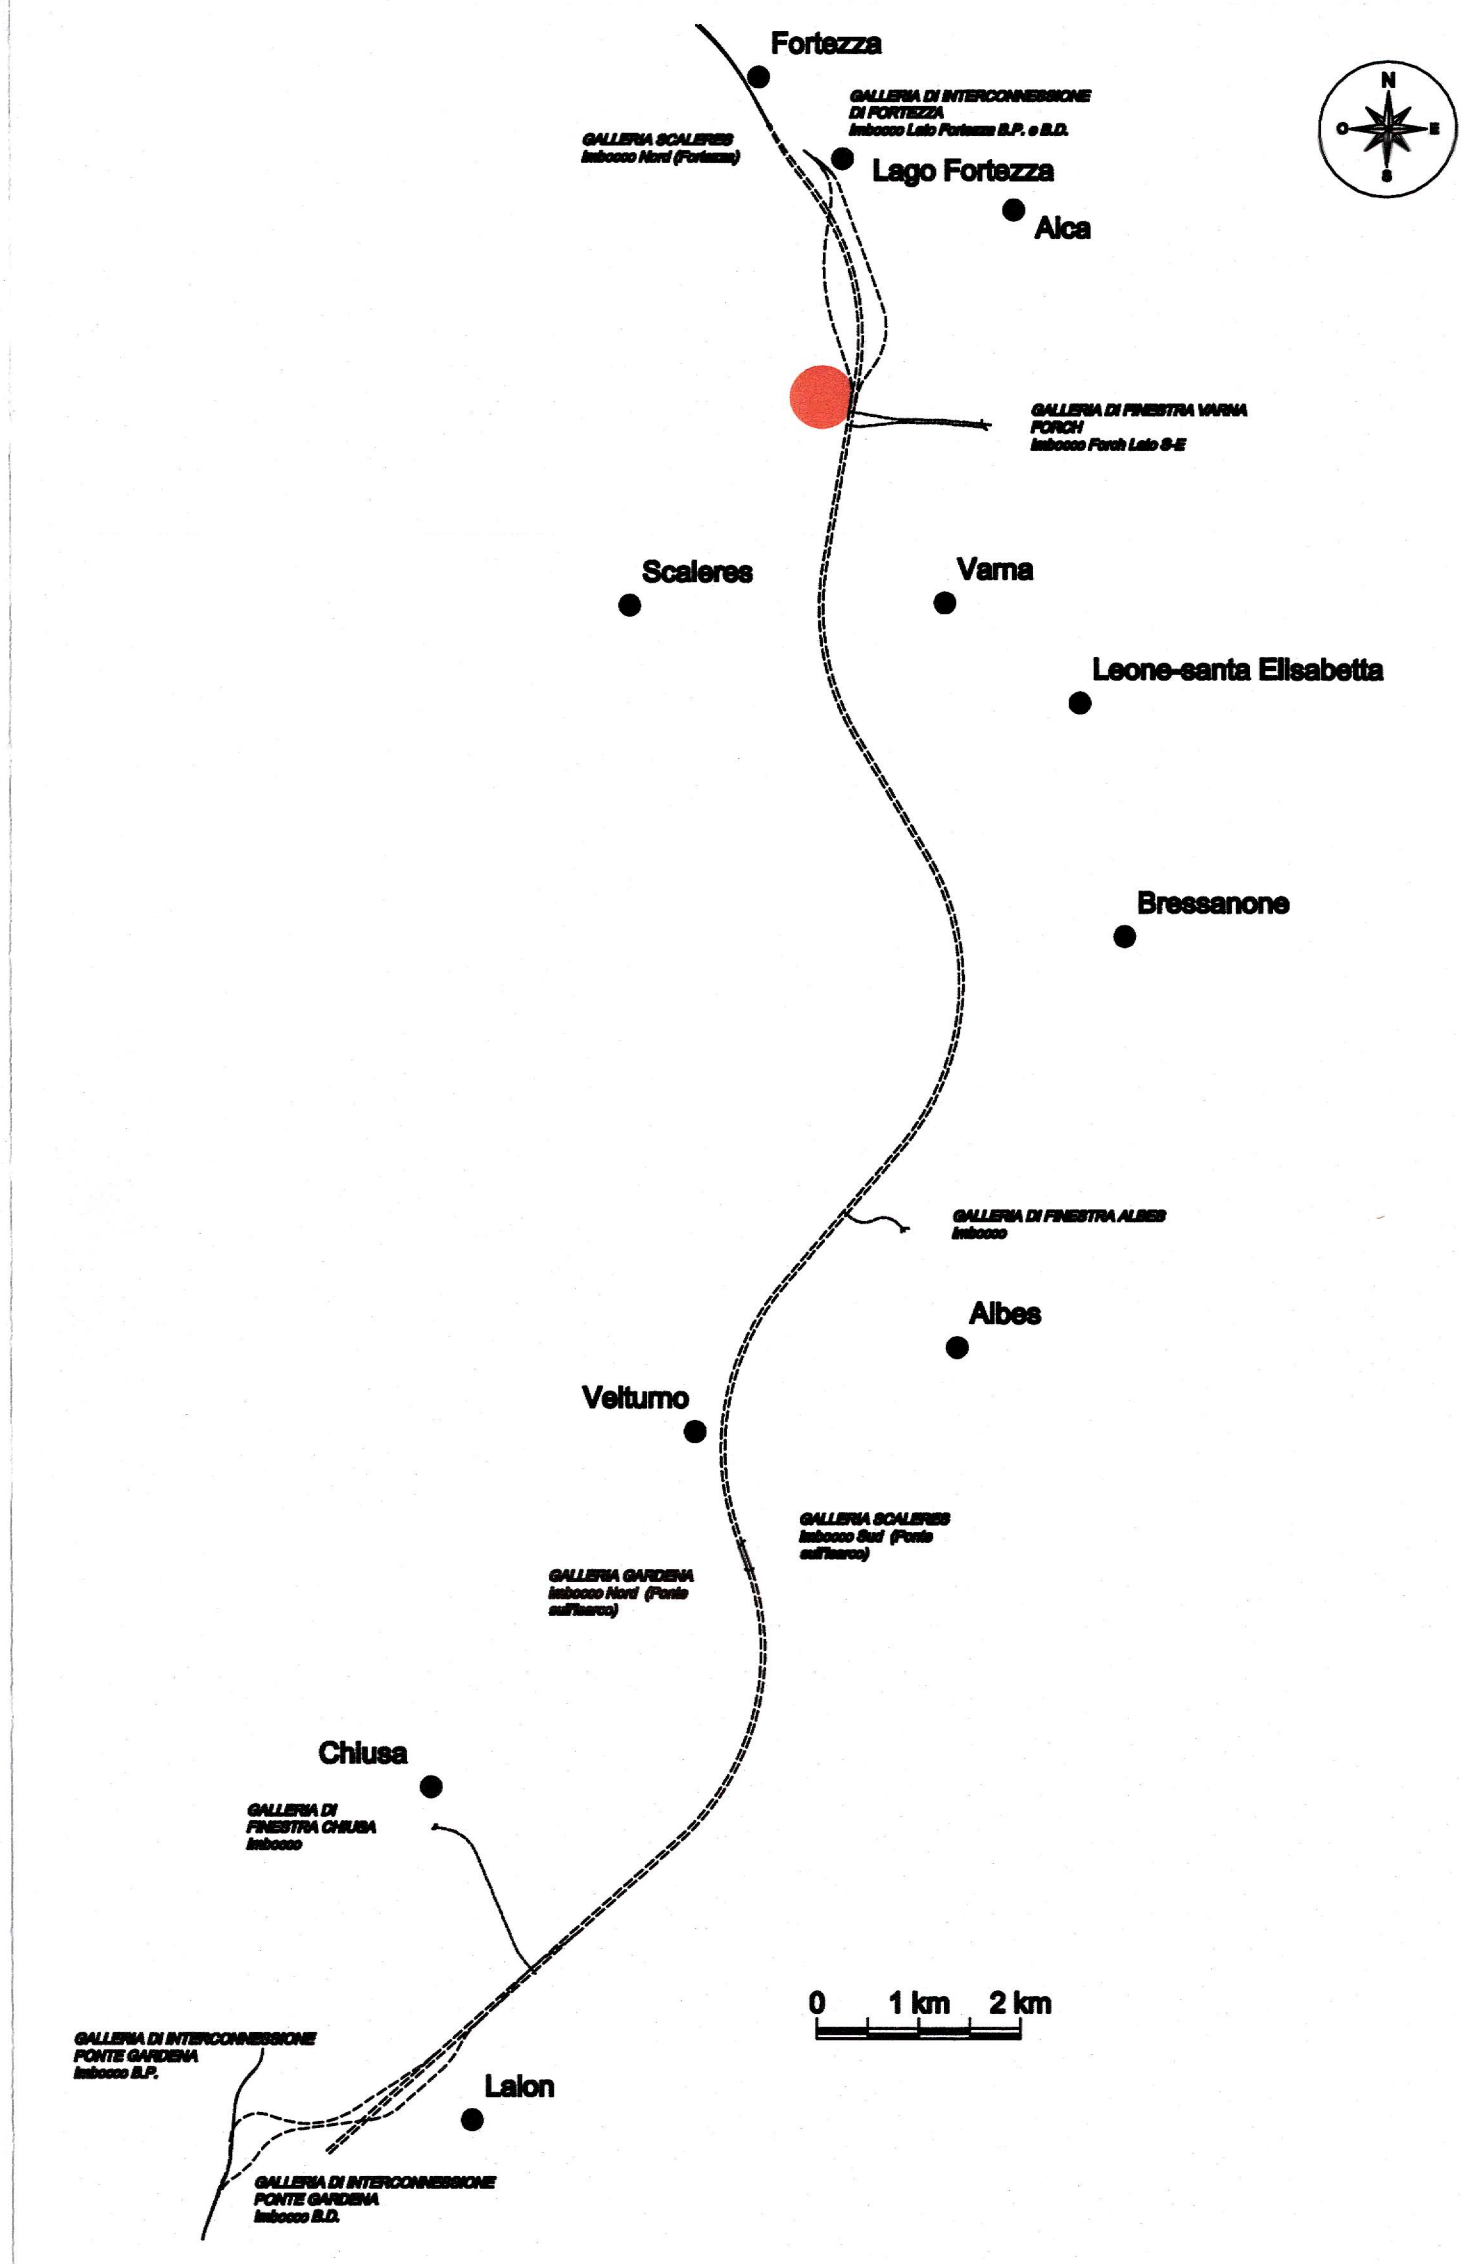 Fortezza
N
O
E
S
GALLERIA DI INTERCONNESSIONE
DI FORTEZZA
Imbocco Lato Fortezza B.P. e B.D.
GALLERIA SCALERES
Imbocco Nord (Fortezza)
Lago Fortezza
Aica
GALLERIA DI FINESTRA VARNA
FORCH
Imbocco Forch Lato S-E
Scaleres
Varna
Leone-santa Elisabetta
Bressanone
GALLERIA DI FINESTRA ALBES
Imbocco
Albes
Velturno
GALLERIA SCALERES
Imbocco Sud (Ponte
sull'Isarco)
GALLERIA GARDENA
Imbocco Nord (Ponte
sull'Isarco)
Chiusa
GALLERIA DI
FINESTRA CHIUSA
Imbocco
0 1 km 2 km
GALLERIA DI INTERCONNESSIONE
PONTE GARDENA
Imbocco B.P.
Laion
GALLERIA DI INTERCONNESSIONE
PONTE GARDENA
Imbocco B.D.